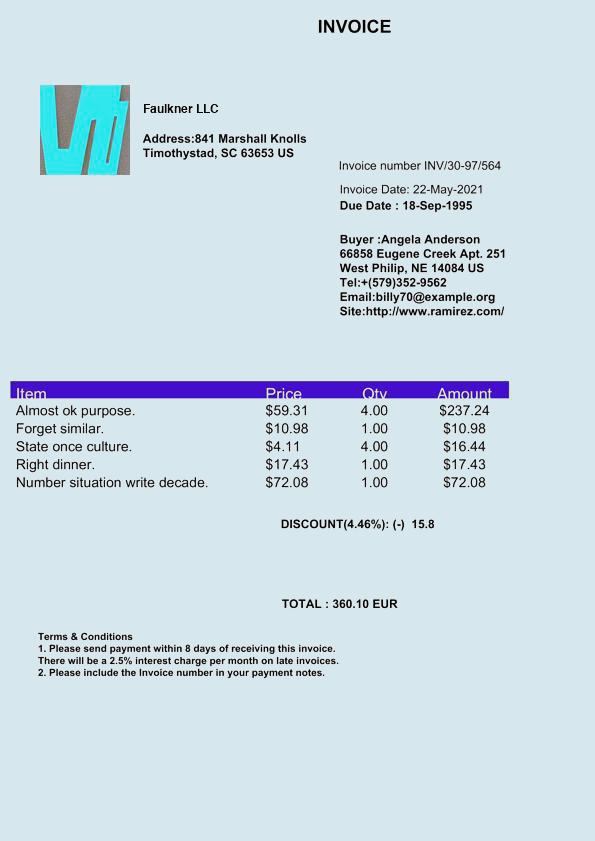 INVOICE
Faulkner LLC
Address:841 Marshall Knolls
Timothystad, SC 63653 US
Invoice number INV/30-97/564
Invoice Date: 22-May-2021
Due Date : 18-Sep-1995
Buyer :Angela Anderson
66858 Eugene Creek Apt. 251
West Philip, NE 14084 US
Tel:+(579)352-9562
Email:billy70@example.org
Site:http://www.ramirez.com/
Item Price Qty Amount
Almost ok purpose. $59.31 4.00 $237.24
Forget similar. $10.98 1.00 $10.98
State once culture. $4.11 4.00 $16.44
Right dinner. $17.43 1.00 $17.43
Number situation write decade. $72.08 1.00 $72.08
DISCOUNT(4.46%): (-) 15.8
TOTAL : 360.10 EUR
Terms & Conditions
1. Please send payment within 8 days of receiving this invoice.
There will be a 2.5% interest charge per month on late invoices.
2. Please include the Invoice number in your payment notes.